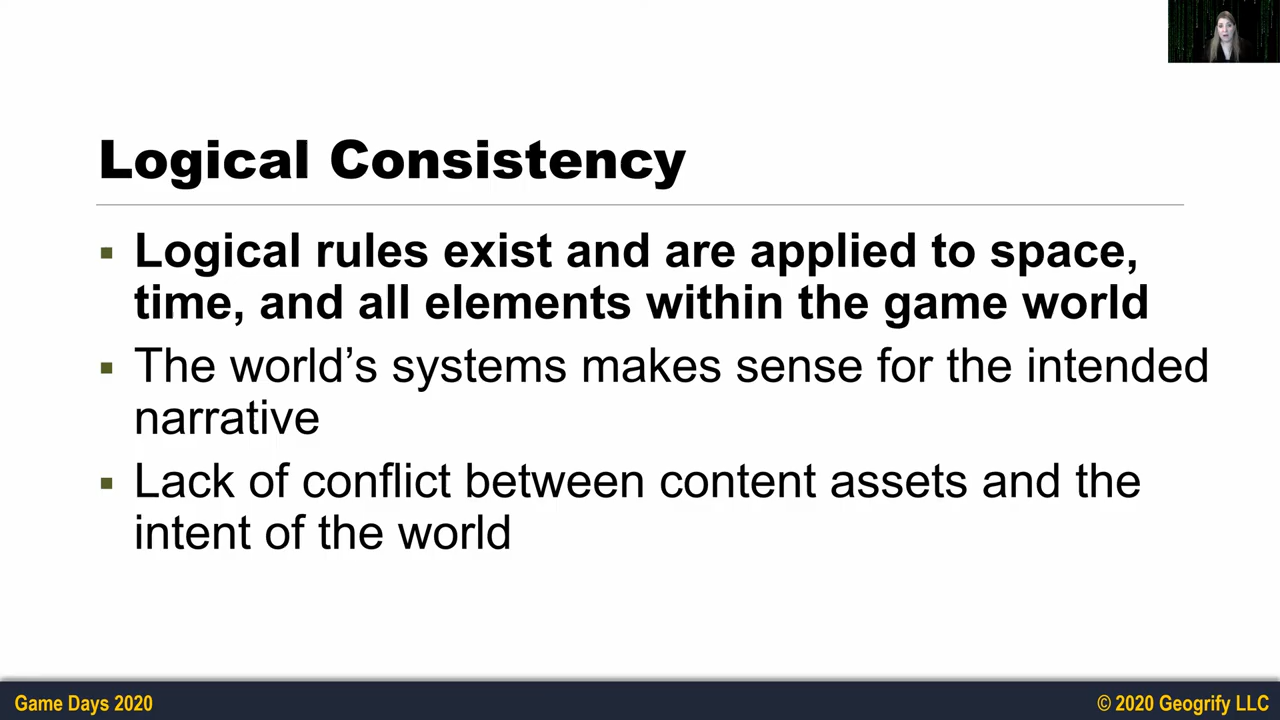 Logical Consistency
▪ Logical rules exist and are applied to space,
time, and all elements within the game world
▪ The world’s systems makes sense for the intended
narrative
▪ Lack of conflict between content assets and the
intent of the world
Game Days 2020
© 2020 Geogrify LLC